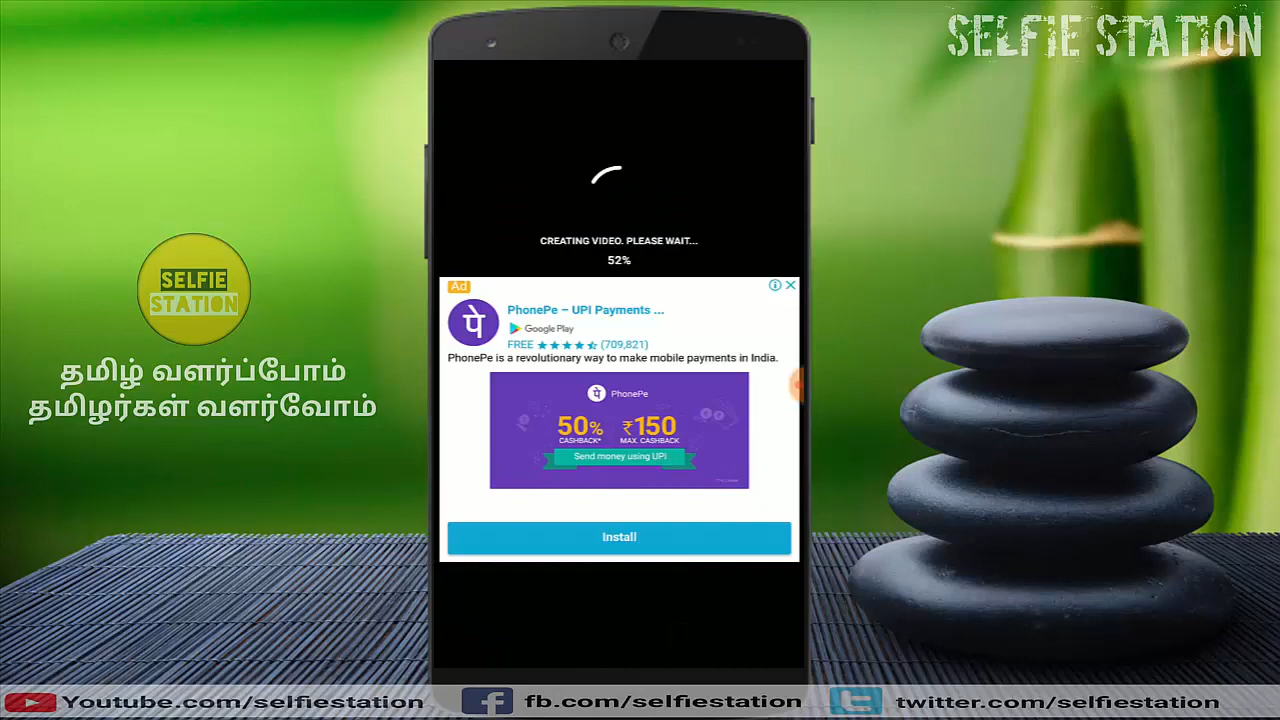 SELFIE STATION
CREATING VIDEO. PLEASE WAIT...
52%
Ad
PhonePe – UPI Payments ...
Google Play
FREE (709,821)
PhonePe is a revolutionary way to make mobile payments in India.
पे PhonePe
पे
50% ₹150
CASHBACK* MAX. CASHBACK
Send money using UPI
Install
SELFIE
STATION
தமிழ் வளர்ப்போம்
தமிழர்கள் வளர்வோம்
Youtube.com/selfiestation
fb.com/selfiestation
twitter.com/selfiestation